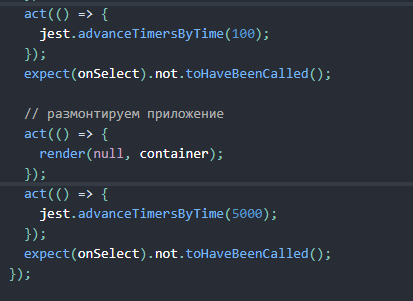 act(() => {
jest.advanceTimersByTime(100);
});
expect(onSelect).not.toHaveBeenCalled();
// размонтируем приложение
act(() => {
render(null, container);
});
act(() => {
jest.advanceTimersByTime(5000);
});
expect(onSelect).not.toHaveBeenCalled();
});